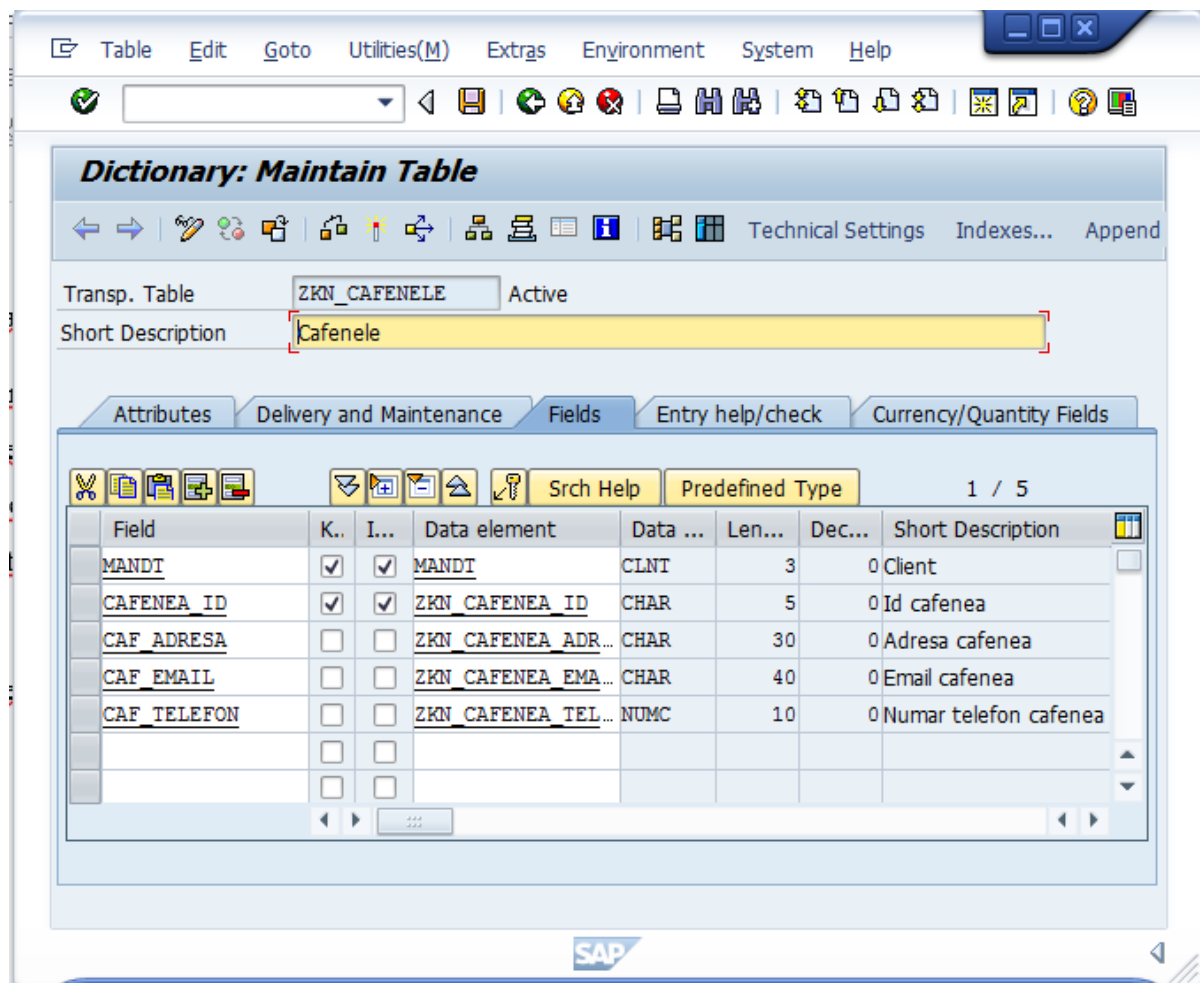 Table Edit Goto Utilities(M) Extras Environment System Help
Dictionary: Maintain Table
Technical Settings Indexes... Append
Transp. Table ZKN_CAFENELE Active
Short Description Cafenele
Attributes Delivery and Maintenance Fields Entry help/check Currency/Quantity Fields
Srch Help Predefined Type 1 / 5
Field K.. I... Data element Data ... Len... Dec... Short Description
MANDT MANDT CLNT 3 0 Client
CAFENEA_ID ZKN_CAFENEA_ID CHAR 5 0 Id cafenea
CAF_ADRESA ZKN_CAFENEA_ADR... CHAR 30 0 Adresa cafenea
CAF_EMAIL ZKN_CAFENEA_EMA... CHAR 40 0 Email cafenea
CAF_TELEFON ZKN_CAFENEA_TEL... NUMC 10 0 Numar telefon cafenea
SAP